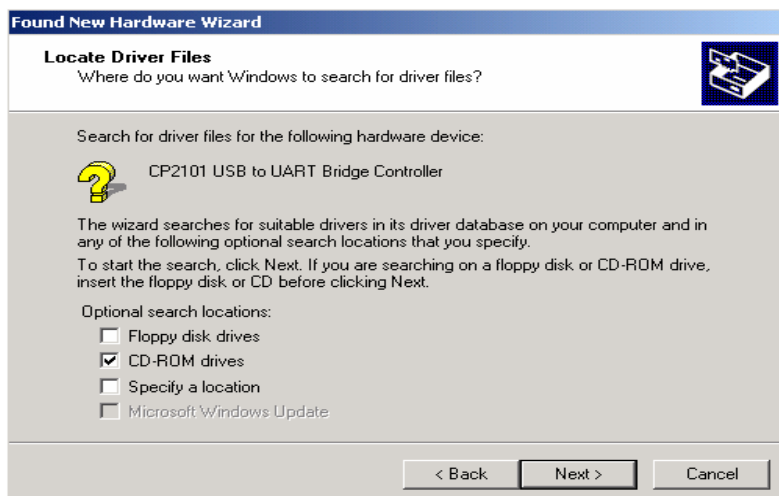 Found New Hardware Wizard
Locate Driver Files
Where do you want Windows to search for driver files?
Search for driver files for the following hardware device:
CP2101 USB to UART Bridge Controller
The wizard searches for suitable drivers in its driver database on your computer and in
any of the following optional search locations that you specify.
To start the search, click Next. If you are searching on a floppy disk or CD-ROM drive,
insert the floppy disk or CD before clicking Next.
Optional search locations:
Floppy disk drives
CD-ROM drives
Specify a location
Microsoft Windows Update
< Back Next > Cancel